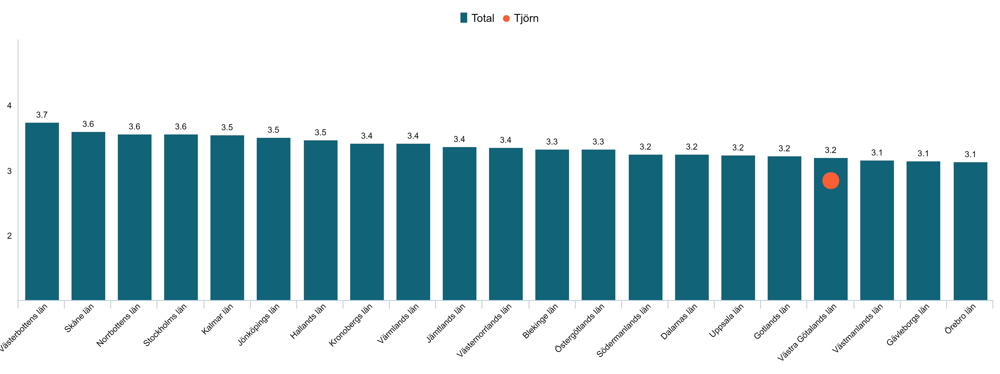 Total Tjörn
4
3
2
3.7 3.6 3.6 3.6 3.5 3.5 3.5 3.4 3.4 3.4 3.4 3.3 3.3 3.2 3.2 3.2 3.2 3.2 3.1 3.1 3.1
Västerbottens län
Skåne län
Norrbottens län
Stockholms län
Kalmar län
Jönköpings län
Hallands län
Kronobergs län
Värmlands län
Jämtlands län
Västernorrlands län
Blekinge län
Östergötlands län
Södermanlands län
Dalarnas län
Uppsala län
Gotlands län
Västra Götalands län
Västmanlands län
Gävleborgs län
Örebro län